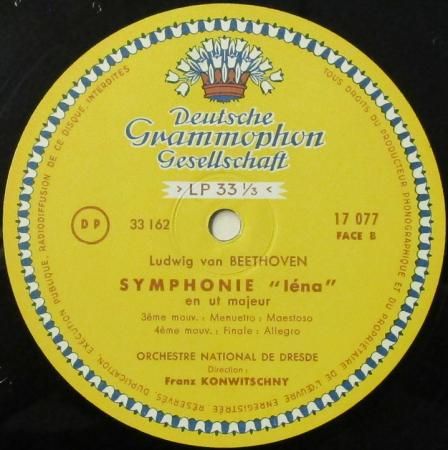 Deutsche
Grammophon
Gesellschaft
LP 33 1/3
DP
33 162
17 077
FACE B
Ludwig van BEETHOVEN
SYMPHONIE "Iéna"
en ut majeur
3ème mouv. : Menuetto : Maestoso
4ème mouv. : Finale : Allegro
ORCHESTRE NATIONAL DE DRESDE
Direction :
Franz KONWITSCHNY
TOUS DROITS DU PRODUCTEUR PHONOGRAPHIQUE ET DU PROPRIÉTAIRE DE L'ŒUVRE ENREGISTRÉE RÉSERVÉS. DUPLICATION, EXÉCUTION PUBLIQUE, RADIODIFFUSION DE CE DISQUE, INTERDITES